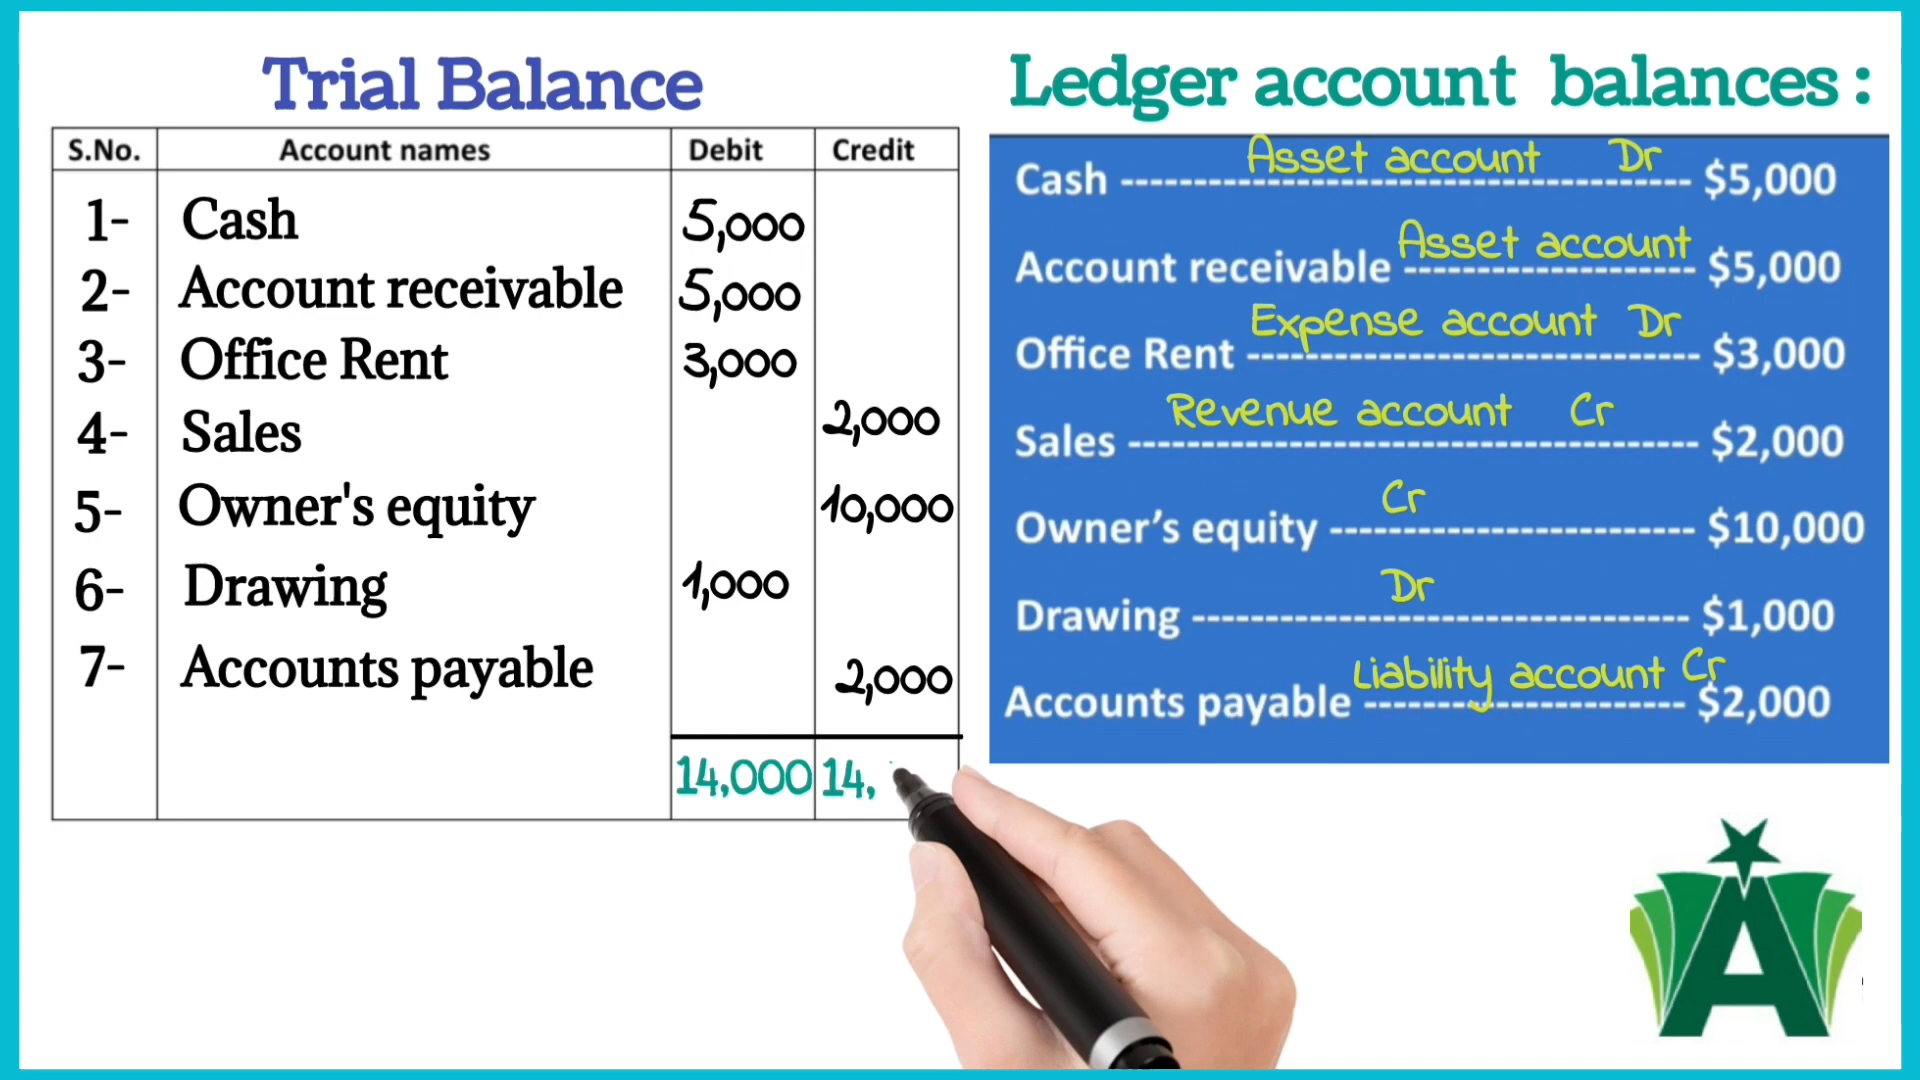 Trial Balance
S.No. Account names Debit Credit
1- Cash 5,000
2- Account receivable 5,000
3- Office Rent 3,000
4- Sales 2,000
5- Owner's equity 10,000
6- Drawing 1,000
7- Accounts payable 2,000
14,000 14,
Ledger account balances :
Asset account Dr
Cash ---------------------------------------- $5,000
Asset account
Account receivable -------------------- $5,000
Expense account Dr
Office Rent ------------------------------- $3,000
Revenue account Cr
Sales --------------------------------------- $2,000
Cr
Owner’s equity ------------------------- $10,000
Dr
Drawing ---------------------------------- $1,000
Liability account Cr
Accounts payable ---------------------- $2,000
A